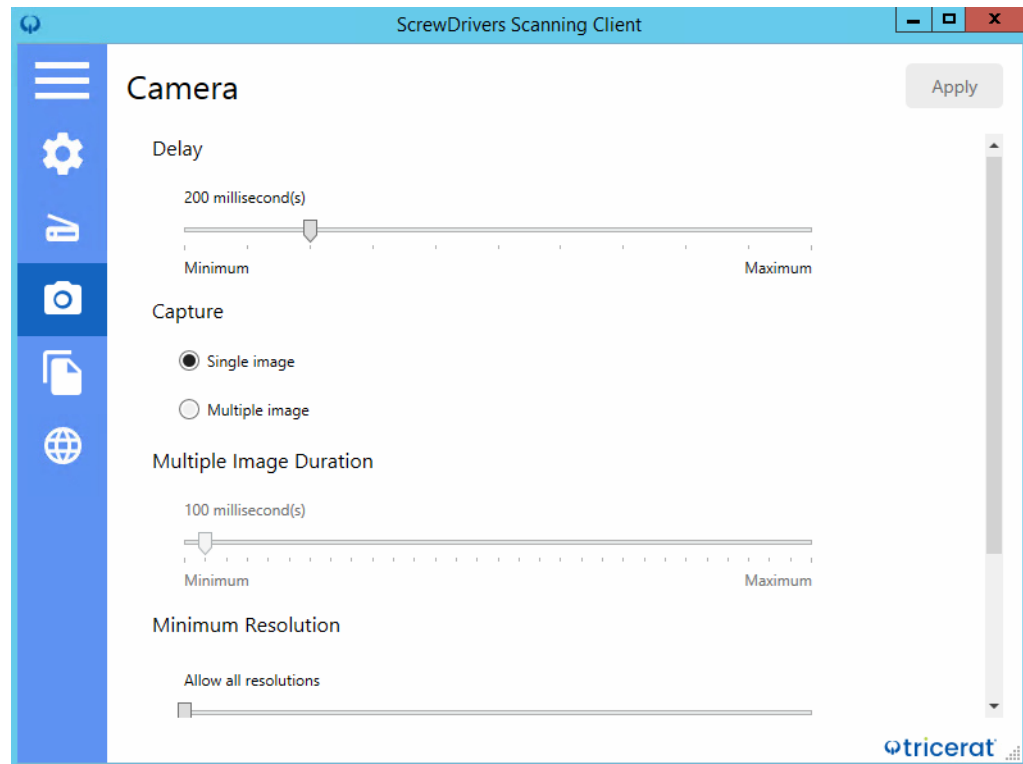 ScrewDrivers Scanning Client
Camera
Apply
Delay
200 millisecond(s)
Minimum Maximum
Capture
Single image
Multiple image
Multiple Image Duration
100 millisecond(s)
Minimum Maximum
Minimum Resolution
Allow all resolutions
tricerat